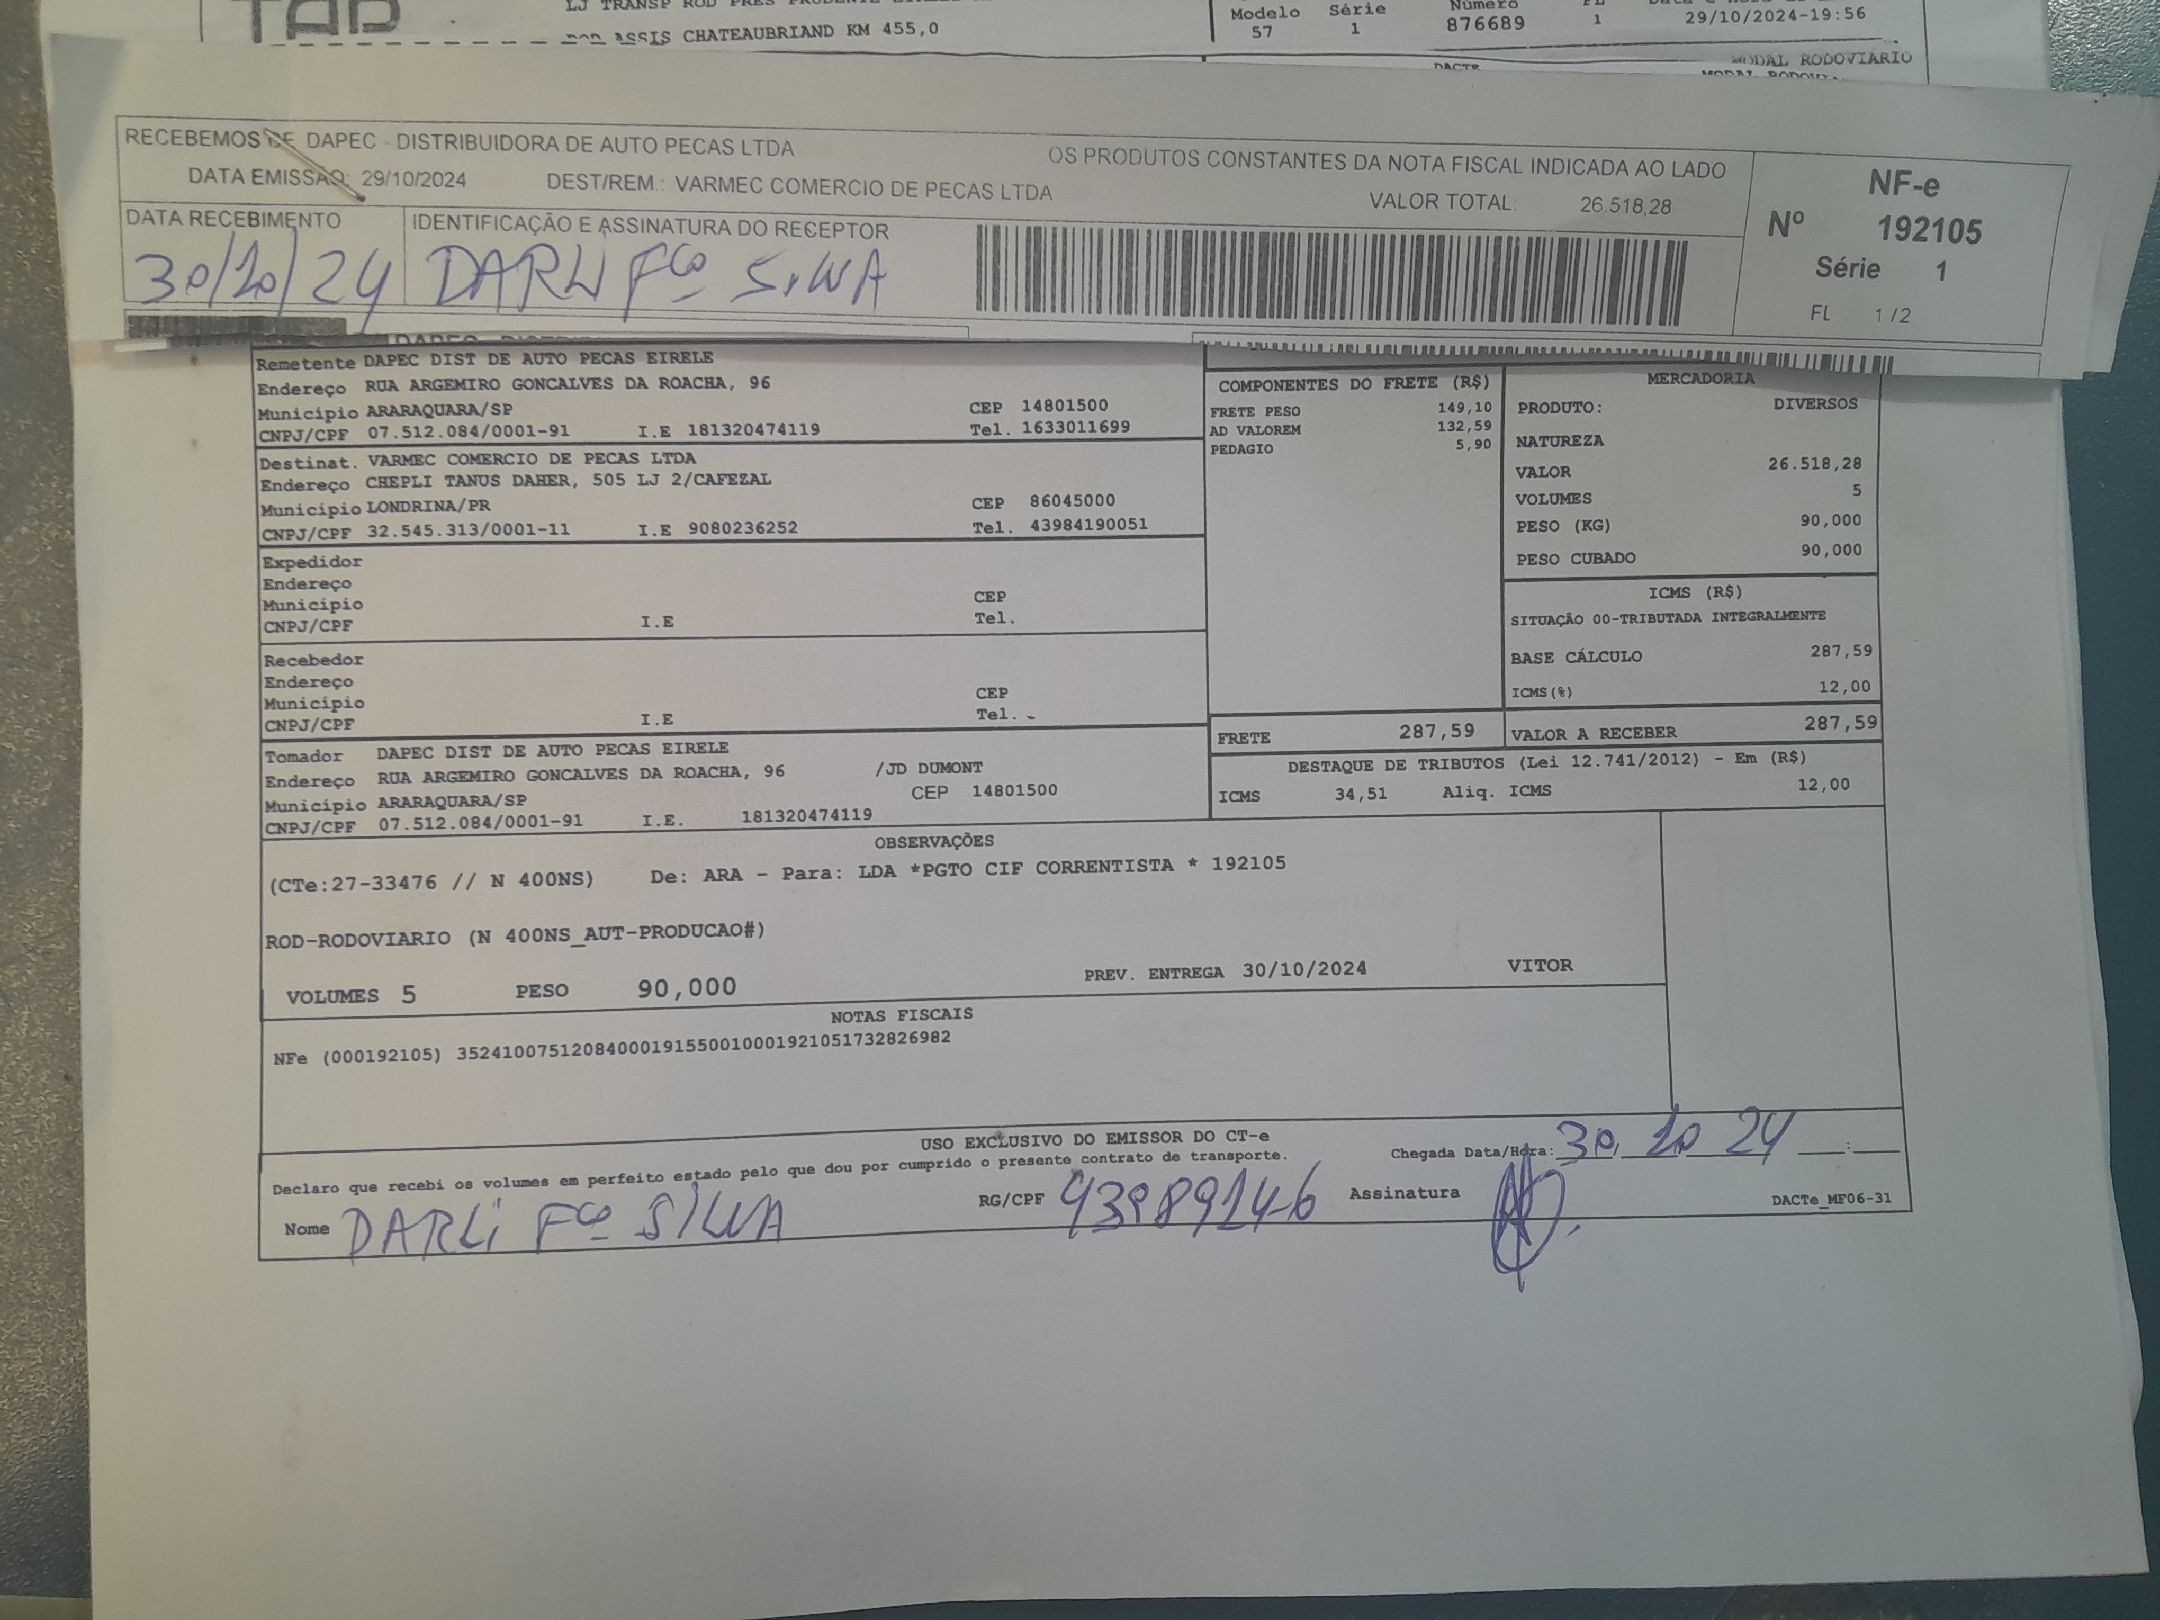 TAP
LJ TRANSP ROD PRES PRUDENTE EIRELI
ROD ASSIS CHATEAUBRIAND KM 455,0
Modelo Série Número FL
57 1 876689 1 29/10/2024-19:56
DACTE MODAL RODOVIÁRIO
RECEBEMOS DE DAPEC - DISTRIBUIDORA DE AUTO PECAS LTDA OS PRODUTOS CONSTANTES DA NOTA FISCAL INDICADA AO LADO
DATA EMISSÃO: 29/10/2024 DEST/REM.: VARMEC COMERCIO DE PECAS LTDA VALOR TOTAL: 26.518,28
NF-e
Nº 192105
Série 1
FL 1 /2
DATA RECEBIMENTO IDENTIFICAÇÃO E ASSINATURA DO RECEPTOR
30/10/24 DARLI Fco SILVA
Remetente DAPEC DIST DE AUTO PECAS EIRELE
Endereço RUA ARGEMIRO GONCALVES DA ROACHA, 96
Município ARARAQUARA/SP CEP 14801500
CNPJ/CPF 07.512.084/0001-91 I.E 181320474119 Tel. 1633011699
Destinat. VARMEC COMERCIO DE PECAS LTDA
Endereço CHEPLI TANUS DAHER, 505 LJ 2/CAFEZAL
Município LONDRINA/PR CEP 86045000
CNPJ/CPF 32.545.313/0001-11 I.E 9080236252 Tel. 43984190051
Expedidor
Endereço
Município CEP
CNPJ/CPF I.E Tel.
Recebedor
Endereço
Município CEP
CNPJ/CPF I.E Tel.
Tomador DAPEC DIST DE AUTO PECAS EIRELE
Endereço RUA ARGEMIRO GONCALVES DA ROACHA, 96 /JD DUMONT
Município ARARAQUARA/SP CEP 14801500
CNPJ/CPF 07.512.084/0001-91 I.E. 181320474119
COMPONENTES DO FRETE (R$)
FRETE PESO 149,10
AD VALOREM 132,59
PEDAGIO 5,90
FRETE 287,59
MERCADORIA
PRODUTO: DIVERSOS
NATUREZA
VALOR 26.518,28
VOLUMES 5
PESO (KG) 90,000
PESO CUBADO 90,000
ICMS (R$)
SITUAÇÃO 00-TRIBUTADA INTEGRALMENTE
BASE CÁLCULO 287,59
ICMS(%) 12,00
VALOR A RECEBER 287,59
DESTAQUE DE TRIBUTOS (Lei 12.741/2012) - Em (R$)
ICMS 34,51 Aliq. ICMS 12,00
OBSERVAÇÕES
(CTe:27-33476 // N 400NS) De: ARA - Para: LDA *PGTO CIF CORRENTISTA * 192105
ROD-RODOVIARIO (N 400NS_AUT-PRODUCAO#)
VOLUMES 5 PESO 90,000 PREV. ENTREGA 30/10/2024 VITOR
NOTAS FISCAIS
NFe (000192105) 35241007512084000191550010001921051732826982
USO EXCLUSIVO DO EMISSOR DO CT-e
Declaro que recebi os volumes em perfeito estado pelo que dou por cumprido o presente contrato de transporte. Chegada Data/Hora: 30 10 24
Nome DARLi Fco SiLVA RG/CPF 93989146 Assinatura DACTe_MF06-31